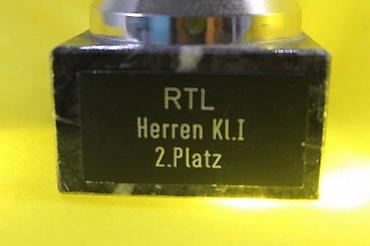 RTL
Herren Kl.I
2.Platz